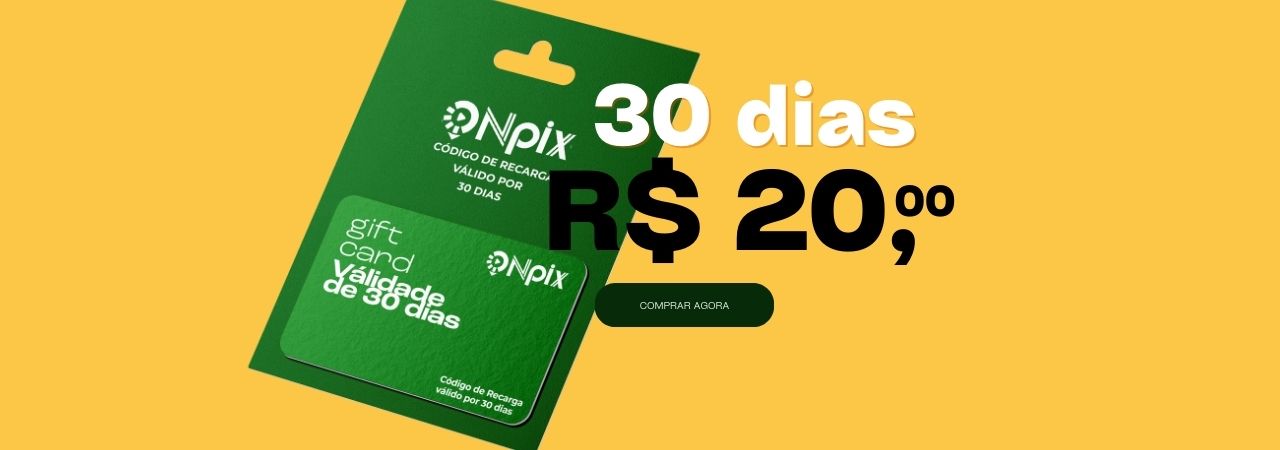 ONpix
CÓDIGO DE RECARGA
VÁLIDO POR
30 DIAS
gift
card
Válidade
de 30 dias
ONpix
Código de Recarga
válido por 30 dias
30 dias
R$ 20,00
COMPRAR AGORA